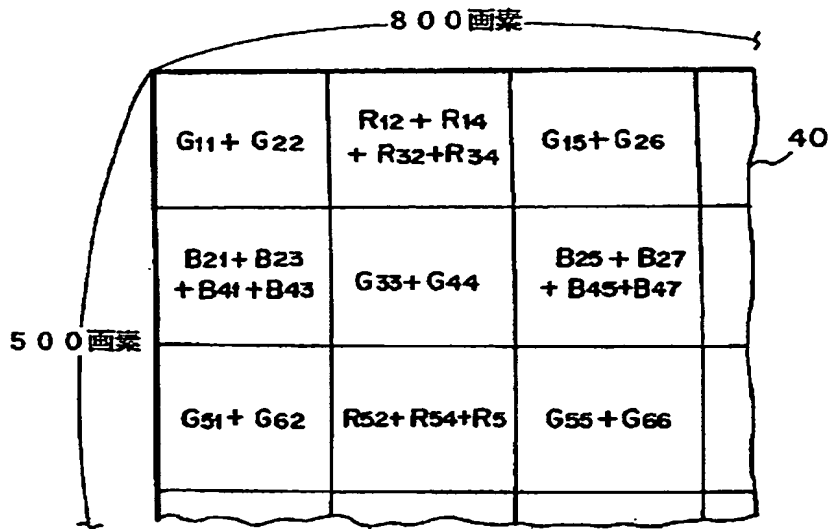 ８００画素
40
G11+ G22
R12 + R14
+ R32+R34
G15+G26
B21+ B23
+ B41+ B43
G33+ G44
B25 + B27
+ B45+B47
５００画素
G51+ G62
R52+ R54+R5
G55+ G66